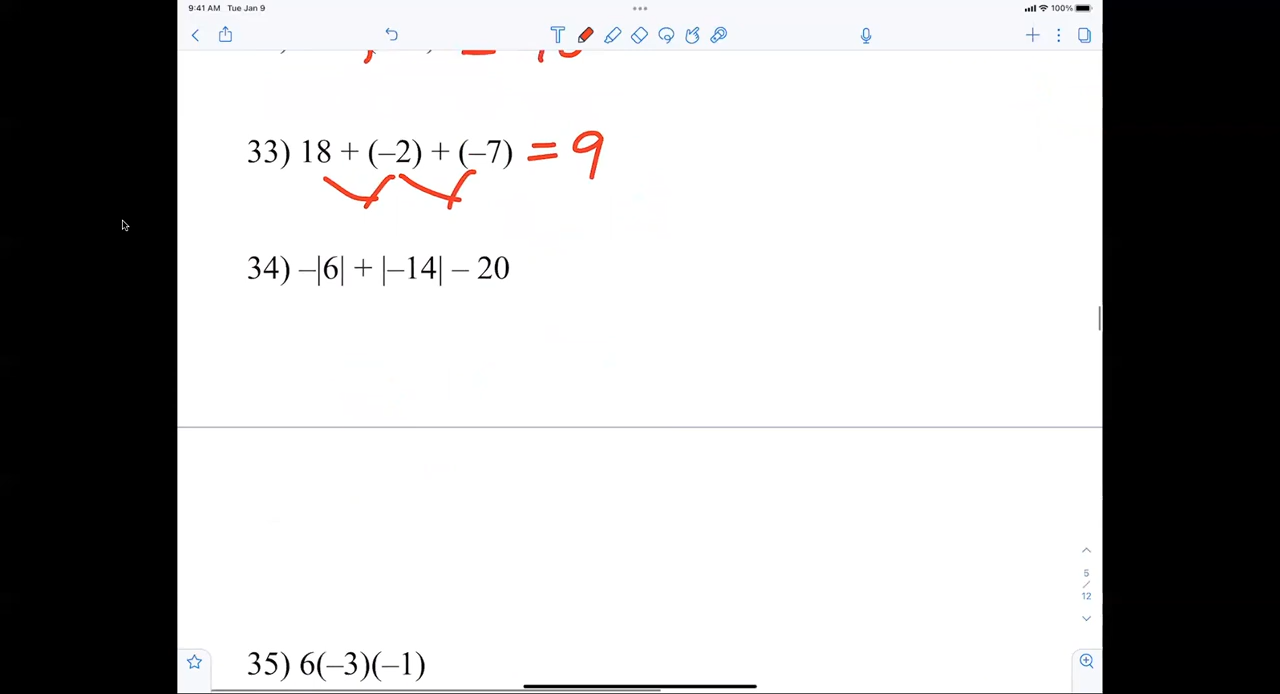 9:41 AM Tue Jan 9
100%
T
33) 18 + (–2) + (–7) = 9
34) –|6| + |–14| – 20
5
/
12
35) 6(–3)(–1)